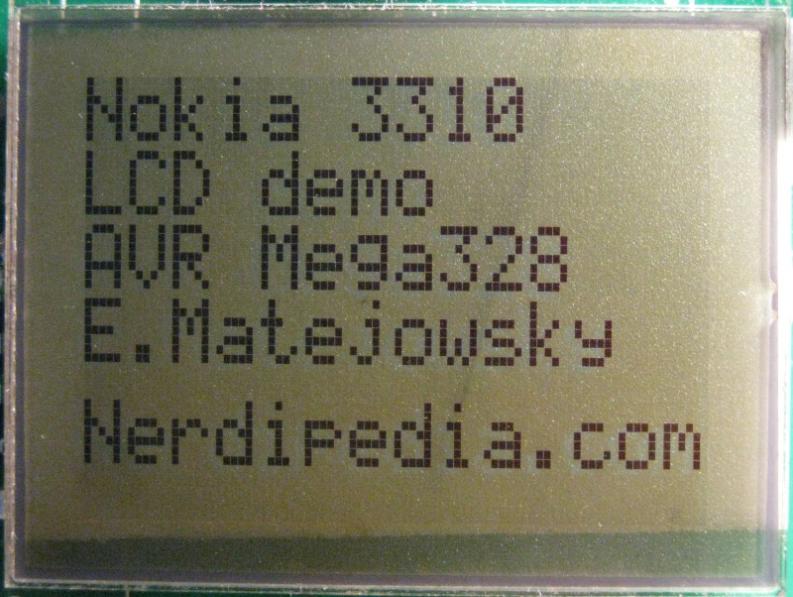 Nokia 3310
LCD demo
AVR Mega328
E.Matejowsky
Nerdipedia.com